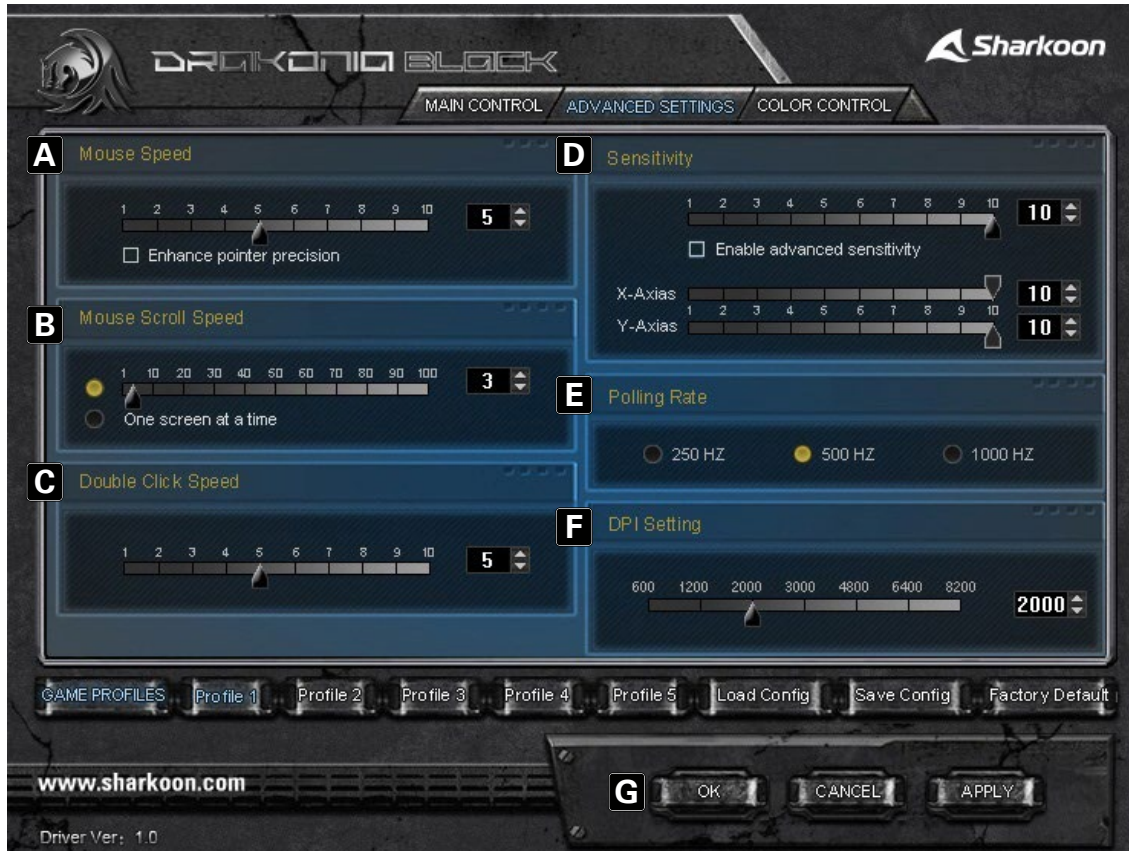 DRAKONIA BLACK
Sharkoon
MAIN CONTROL ADVANCED SETTINGS COLOR CONTROL
A Mouse Speed
1 2 3 4 5 6 7 8 9 10
5
Enhance pointer precision
B Mouse Scroll Speed
1 10 20 30 40 50 60 70 80 90 100
3
One screen at a time
C Double Click Speed
1 2 3 4 5 6 7 8 9 10
5
D Sensitivity
1 2 3 4 5 6 7 8 9 10
10
Enable advanced sensitivity
X-Axias 10
1 2 3 4 5 6 7 8 9 10
Y-Axias 10
E Polling Rate
250 HZ 500 HZ 1000 HZ
F DPI Setting
600 1200 2000 3000 4800 6400 8200
2000
GAME PROFILES Profile 1 Profile 2 Profile 3 Profile 4 Profile 5 Load Config Save Config Factory Default
www.sharkoon.com
G OK CANCEL APPLY
Driver Ver: 1.0